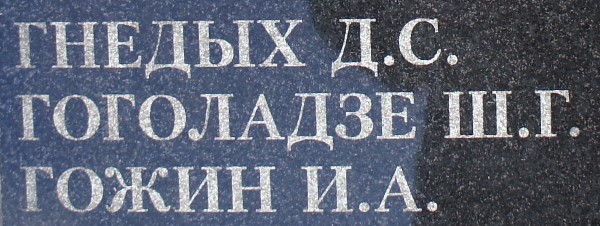 ГНЕДЫХ Д.С.
ГОГОЛАДЗЕ Ш.Г.
ГОЖИН И.А.